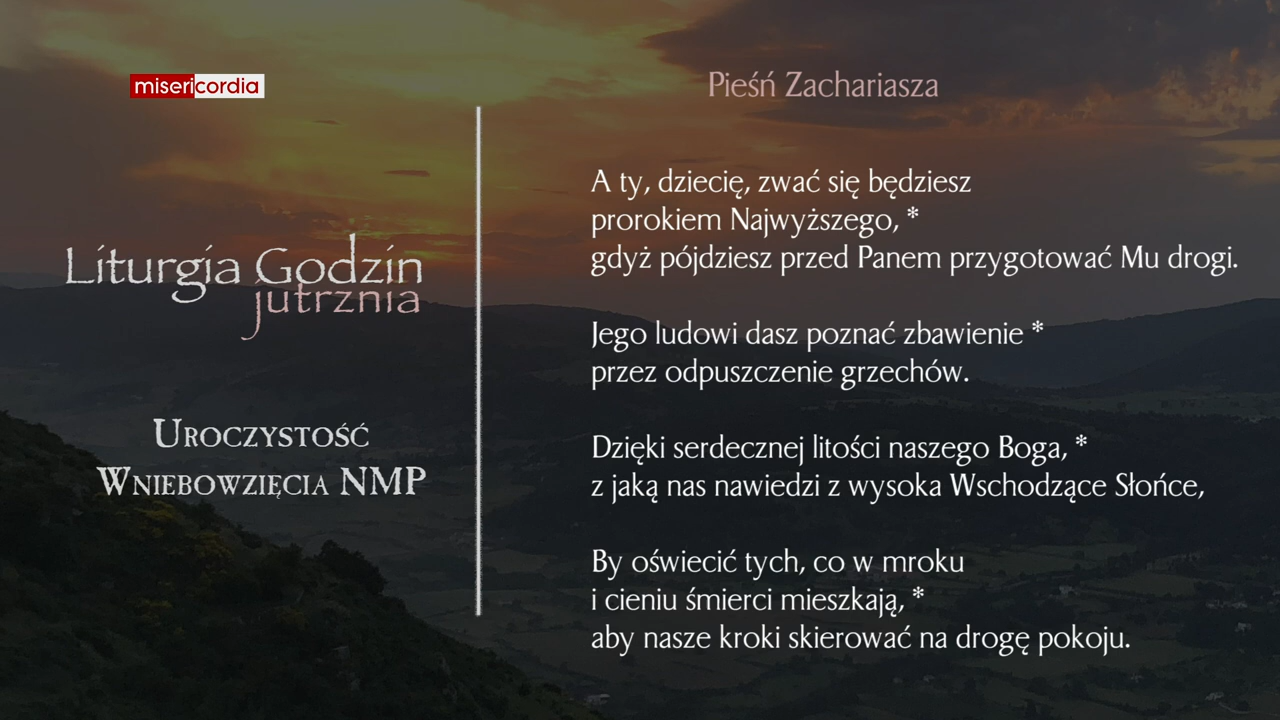 misericordia
Liturgia Godzin
jutrznia
Uroczystość
Wniebowzięcia NMP
Pieśń Zachariasza
A ty, dziecię, zwać się będziesz
prorokiem Najwyższego, *
gdyż pójdziesz przed Panem przygotować Mu drogi.
Jego ludowi dasz poznać zbawienie *
przez odpuszczenie grzechów.
Dzięki serdecznej litości naszego Boga, *
z jaką nas nawiedzi z wysoka Wschodzące Słońce,
By oświecić tych, co w mroku
i cieniu śmierci mieszkają, *
aby nasze kroki skierować na drogę pokoju.